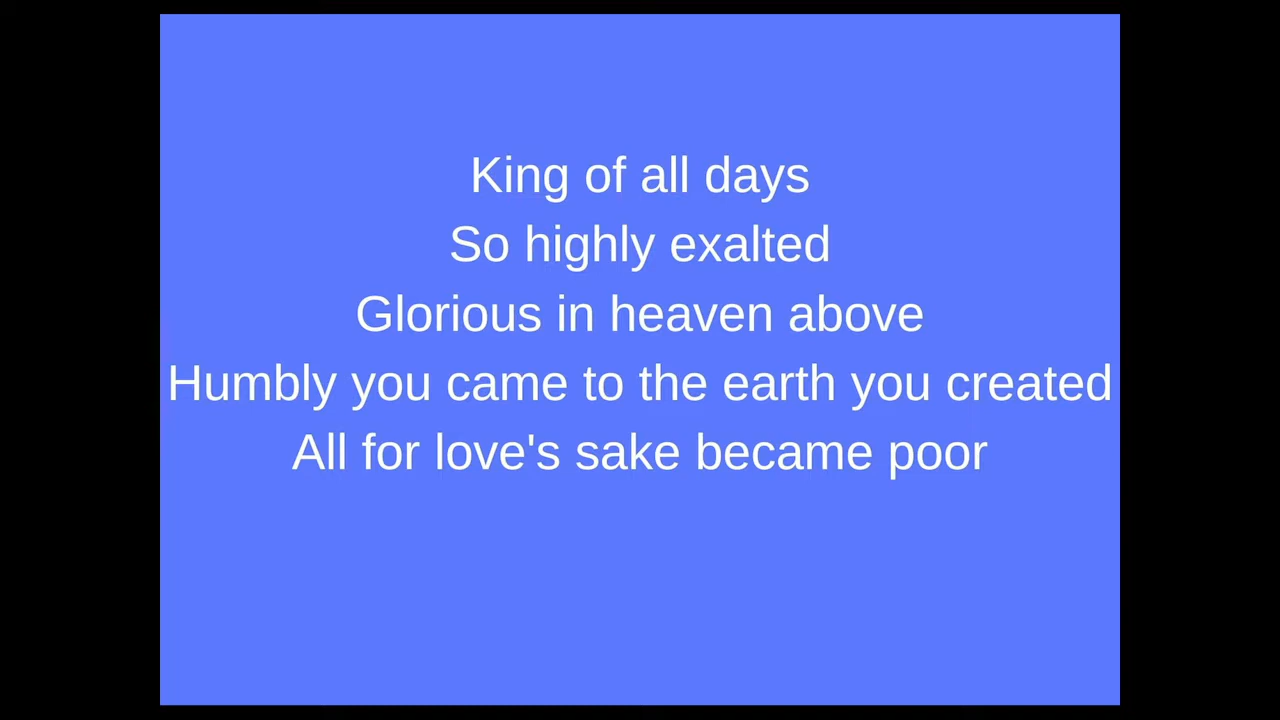 King of all days
So highly exalted
Glorious in heaven above
Humbly you came to the earth you created
All for love's sake became poor